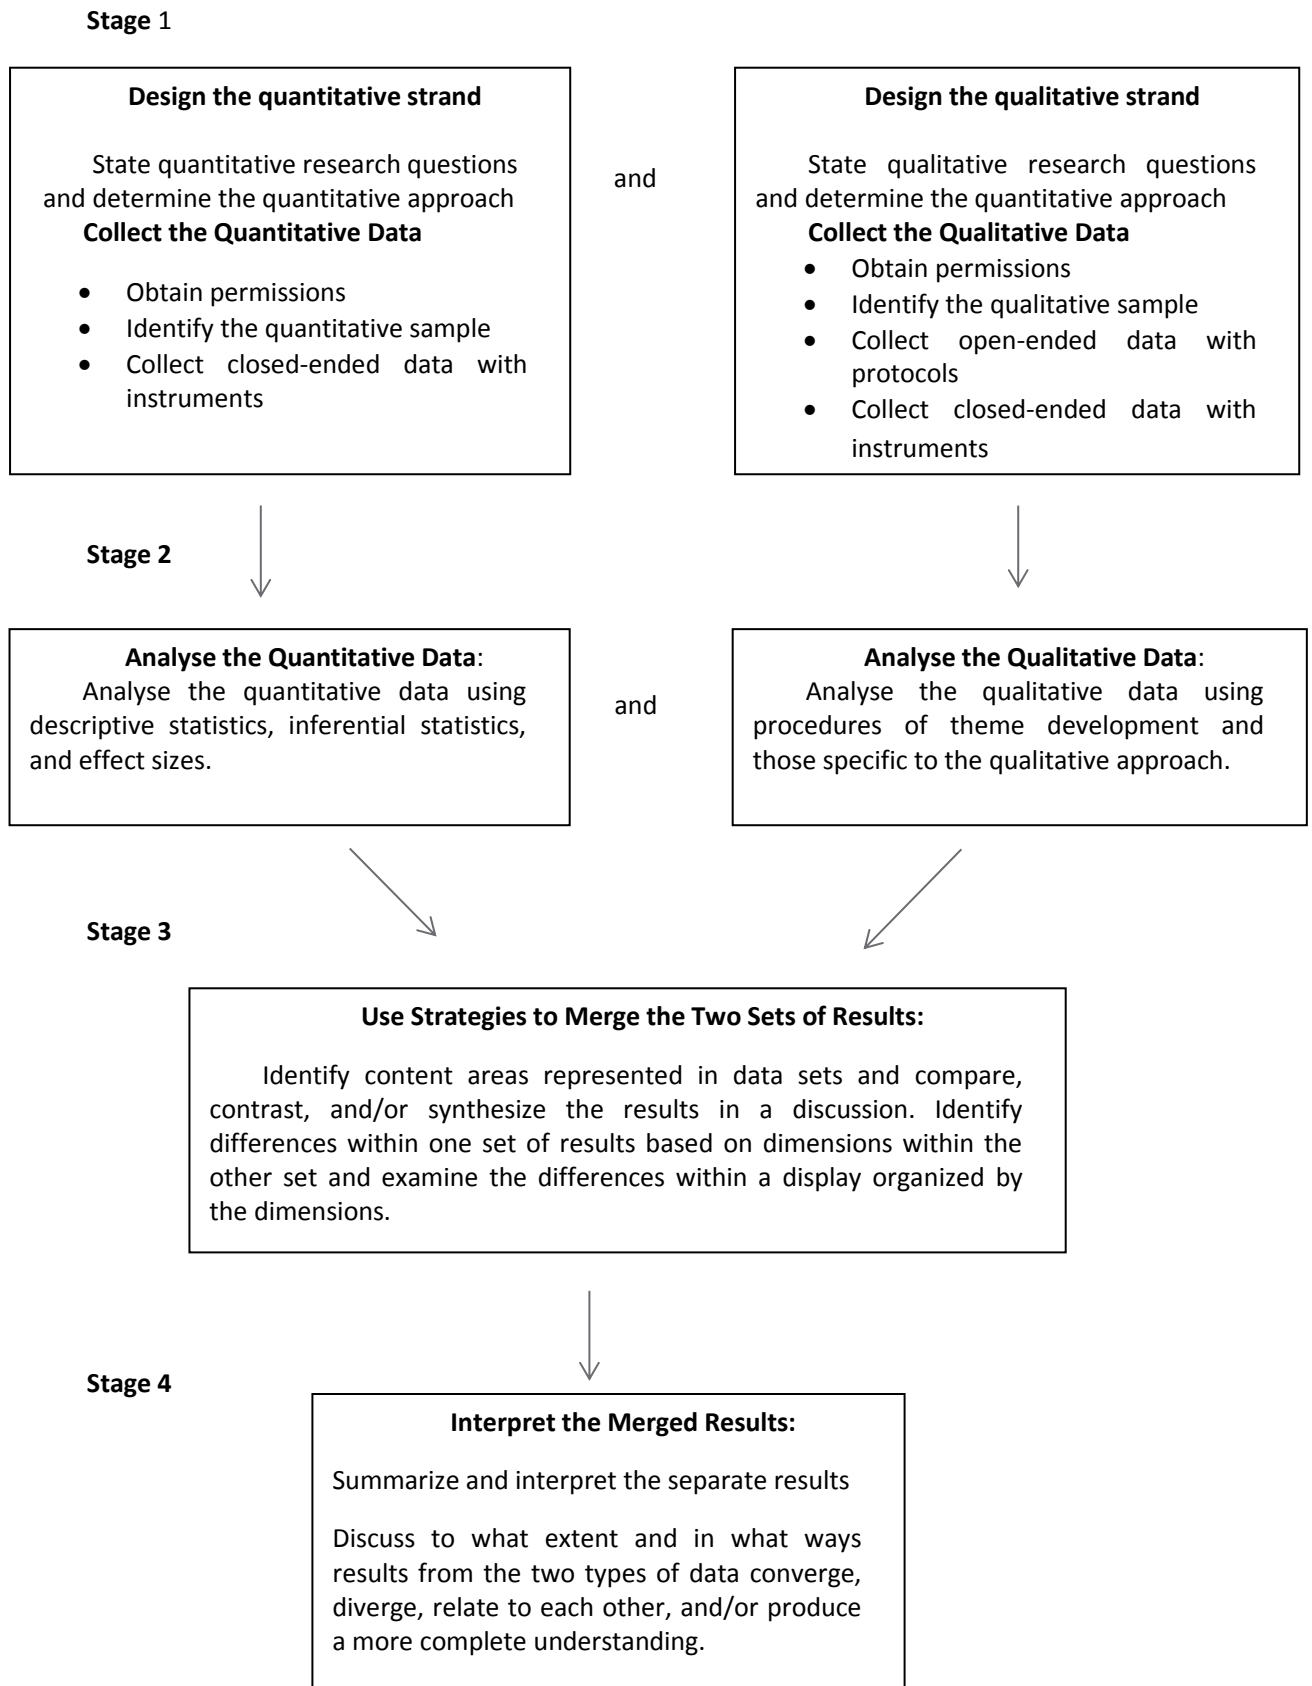 Stage 1
Design the quantitative strand
State quantitative research questions
and determine the quantitative approach
Collect the Quantitative Data
• Obtain permissions
• Identify the quantitative sample
• Collect closed-ended data with
instruments
and
Design the qualitative strand
State qualitative research questions
and determine the quantitative approach
Collect the Qualitative Data
• Obtain permissions
• Identify the qualitative sample
• Collect open-ended data with
protocols
• Collect closed-ended data with
instruments
Stage 2
Analyse the Quantitative Data:
Analyse the quantitative data using
descriptive statistics, inferential statistics,
and effect sizes.
and
Analyse the Qualitative Data:
Analyse the qualitative data using
procedures of theme development and
those specific to the qualitative approach.
Stage 3
Use Strategies to Merge the Two Sets of Results:
Identify content areas represented in data sets and compare,
contrast, and/or synthesize the results in a discussion. Identify
differences within one set of results based on dimensions within the
other set and examine the differences within a display organized by
the dimensions.
Stage 4
Interpret the Merged Results:
Summarize and interpret the separate results
Discuss to what extent and in what ways
results from the two types of data converge,
diverge, relate to each other, and/or produce
a more complete understanding.